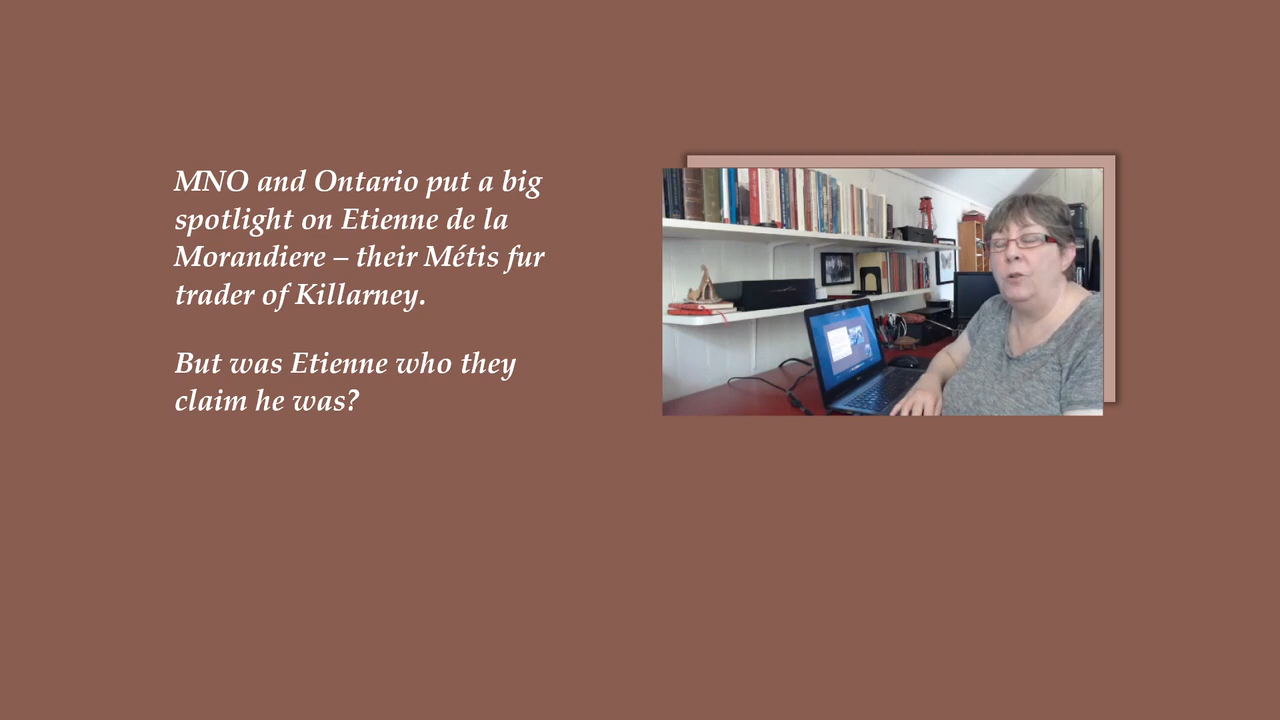 MNO and Ontario put a big
spotlight on Etienne de la
Morandiere – their Métis fur
trader of Killarney.
But was Etienne who they
claim he was?